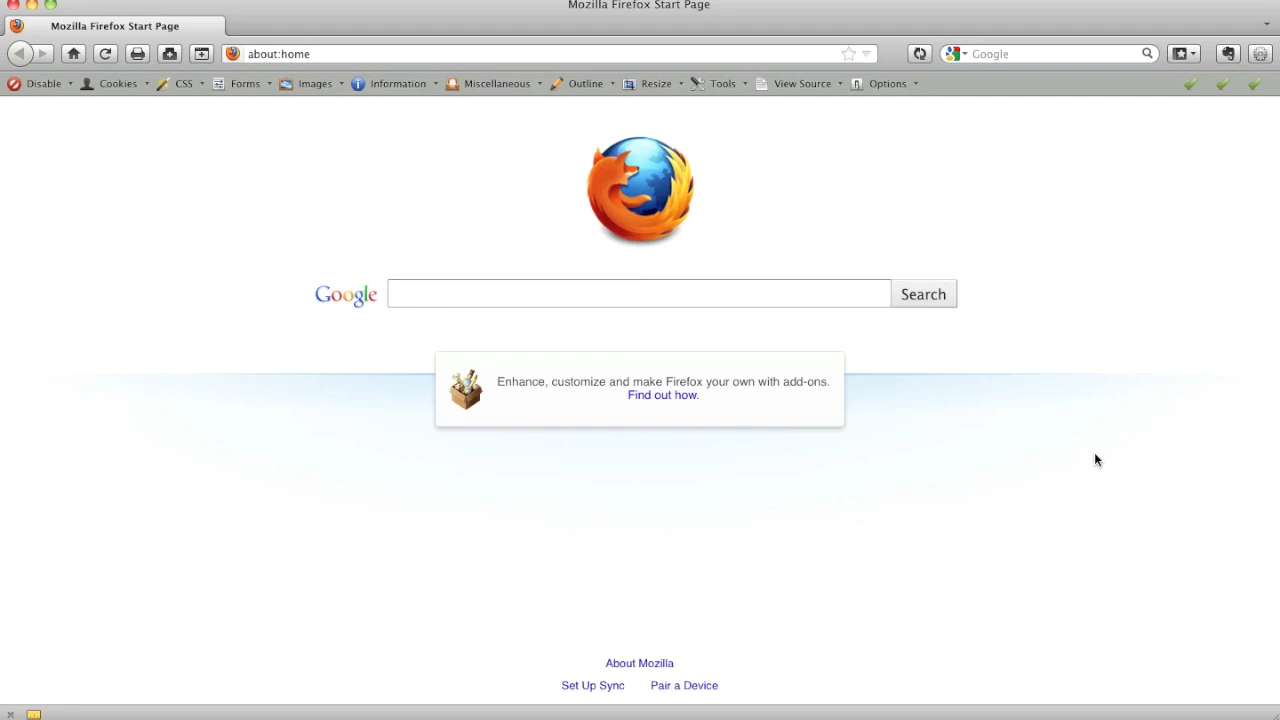 Mozilla Firefox Start Page
Mozilla Firefox Start Page
about:home
Google
Disable Cookies CSS Forms Images Information Miscellaneous Outline Resize Tools View Source Options
Google Search
Enhance, customize and make Firefox your own with add-ons.
Find out how.
About Mozilla
Set Up Sync Pair a Device